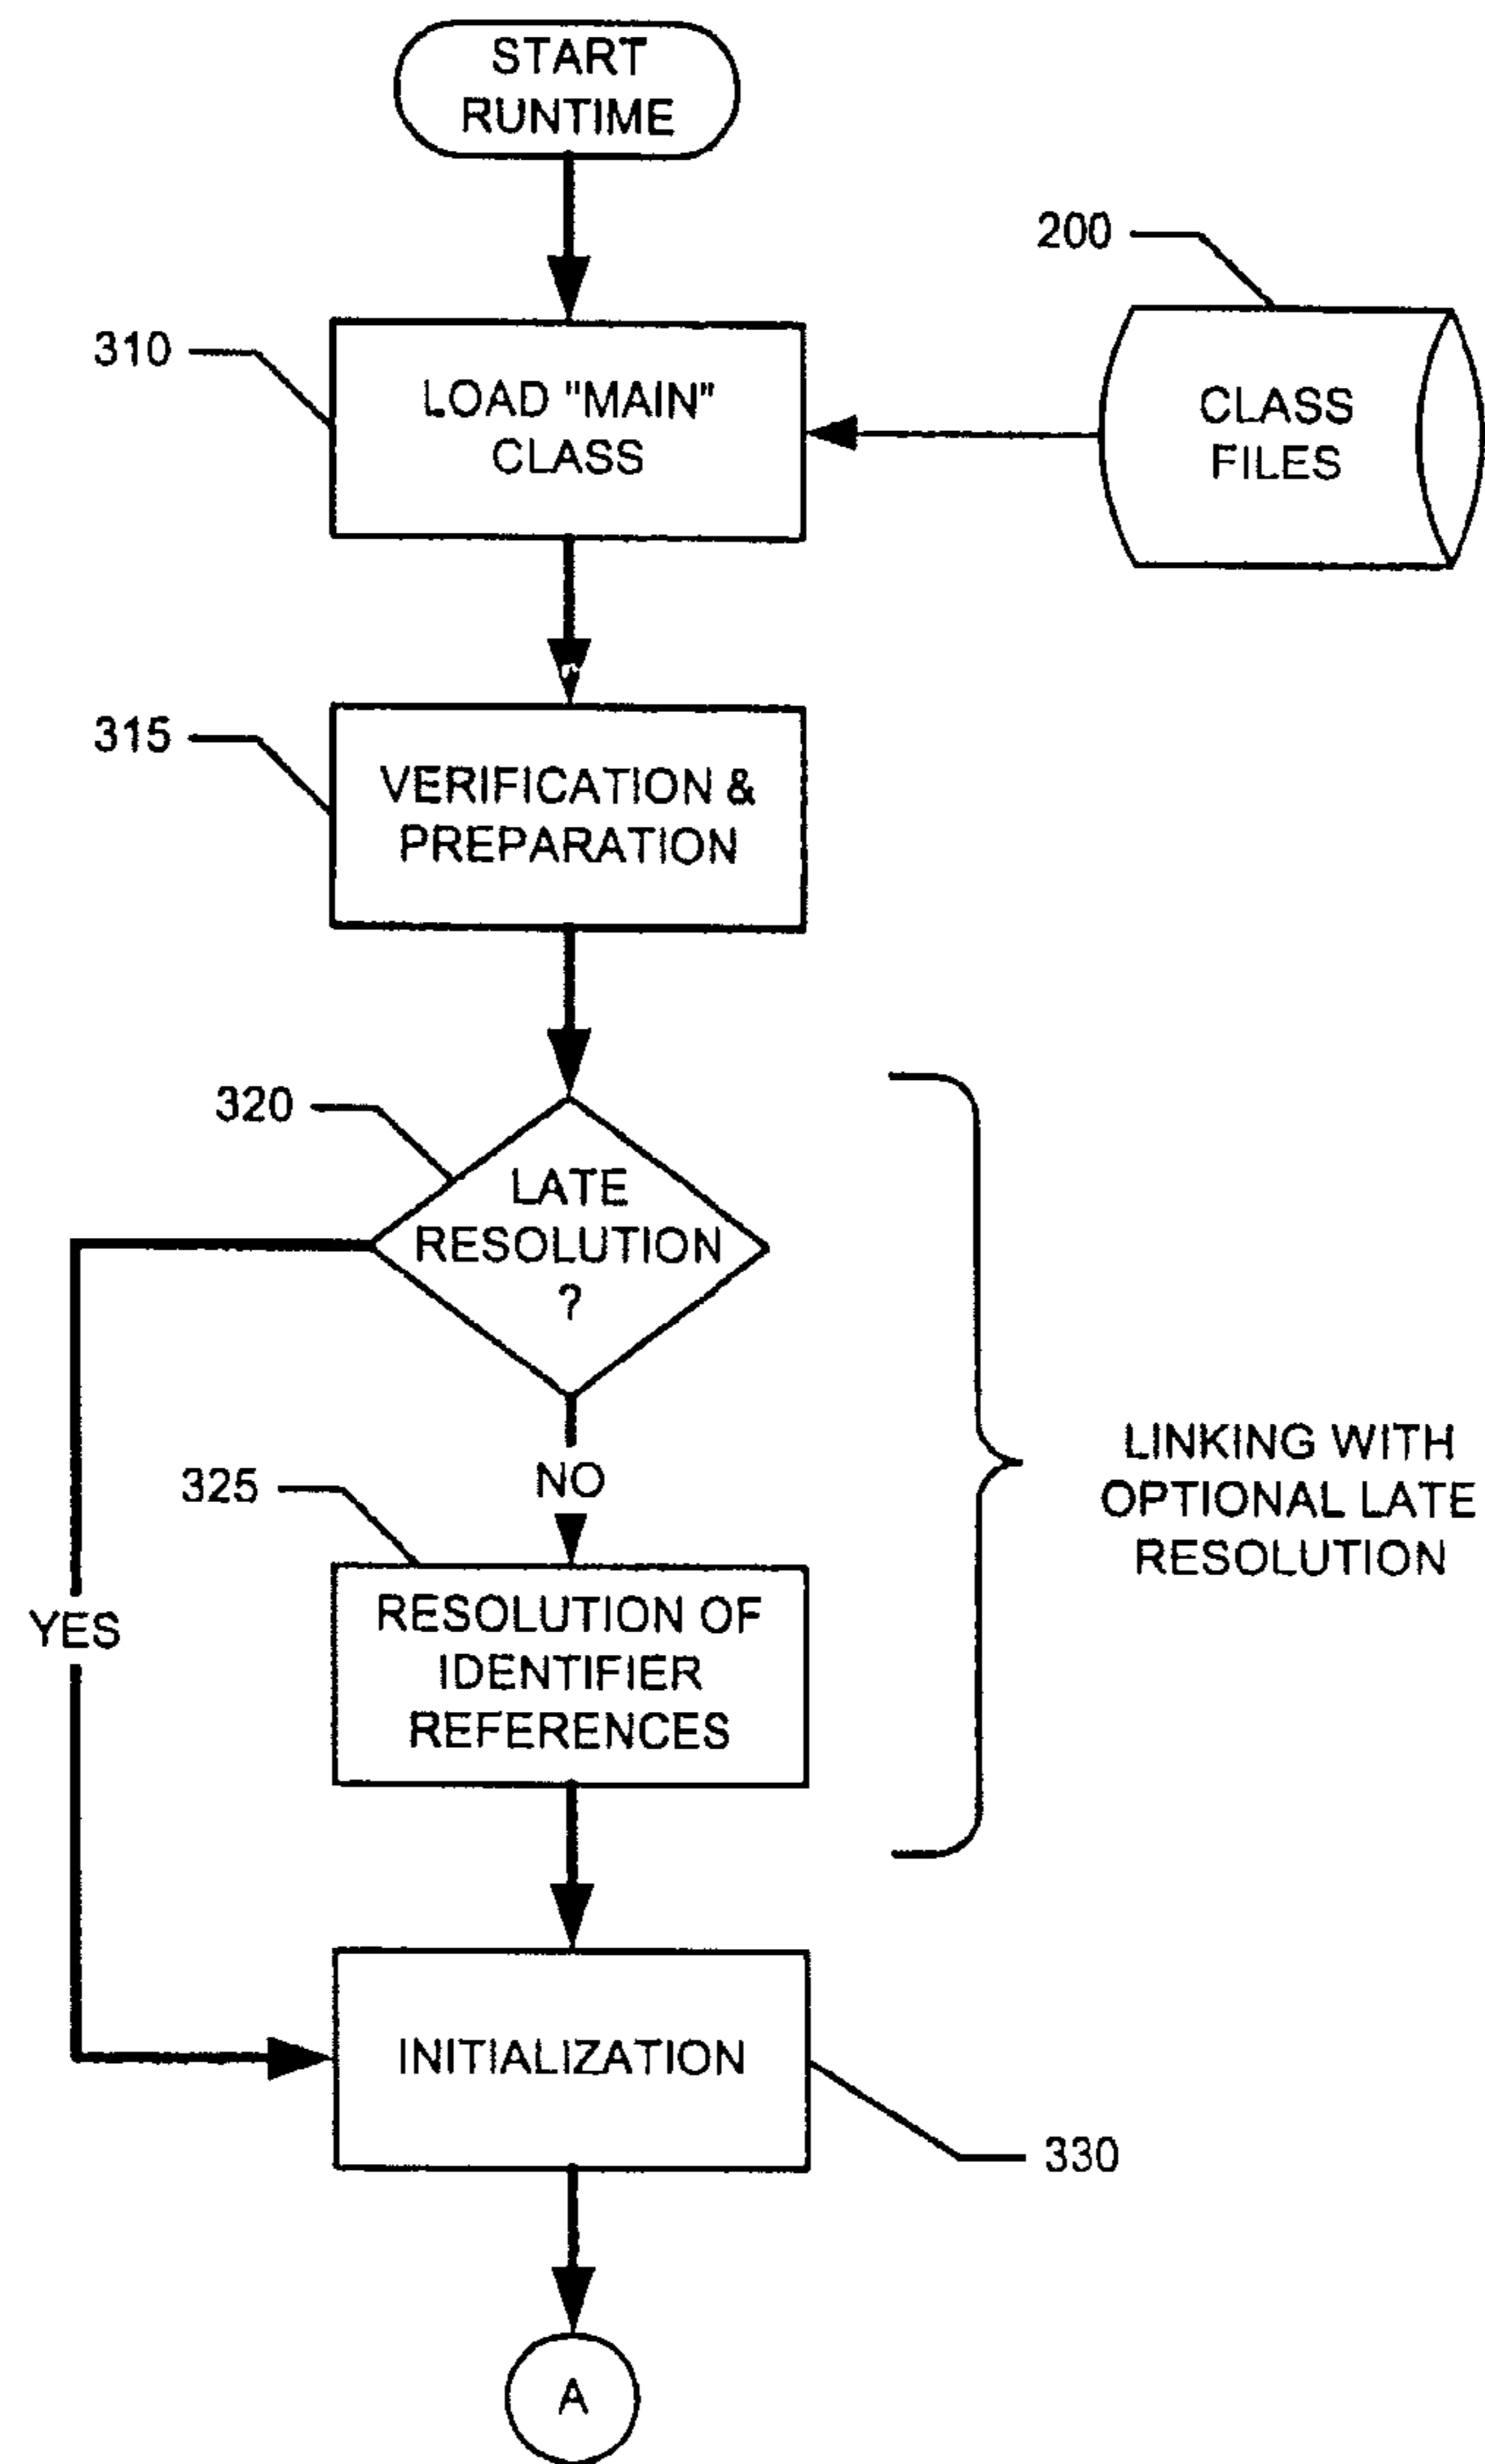 START
RUNTIME
200
310
LOAD "MAIN"
CLASS
CLASS
FILES
315
VERIFICATION &
PREPARATION
320
LATE
RESOLUTION
?
LINKING WITH
OPTIONAL LATE
RESOLUTION
NO
325
RESOLUTION OF
IDENTIFIER
REFERENCES
YES
INITIALIZATION
330
A